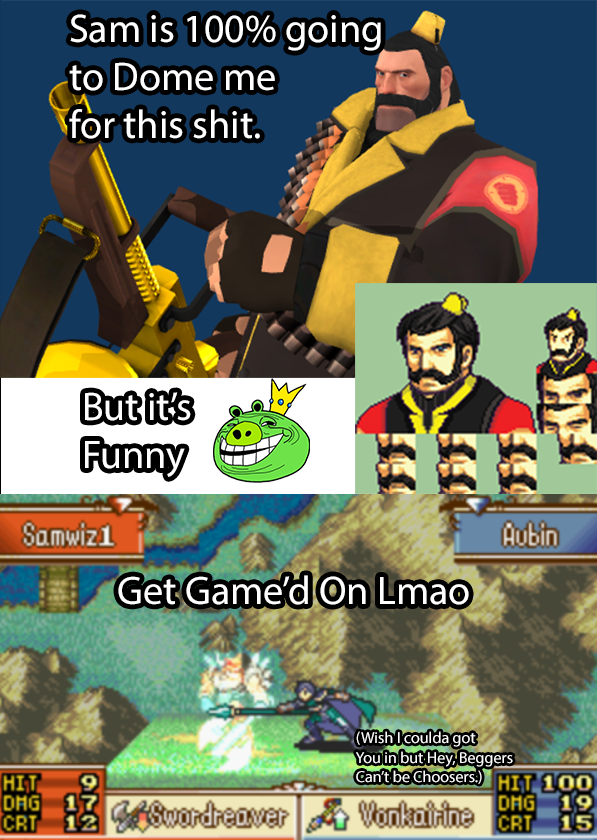 Sam is 100% going
to Dome me
for this shit.
But it's
Funny
Samwiz1
Aubin
Get Game'd On Lmao
(Wish I coulda got
You in but Hey, Beggers
Can't be Choosers.)
HIT 9
DMG 17
CRT 12
Swordreaver
Vonkairine
HIT 100
DMG 19
CRT 15